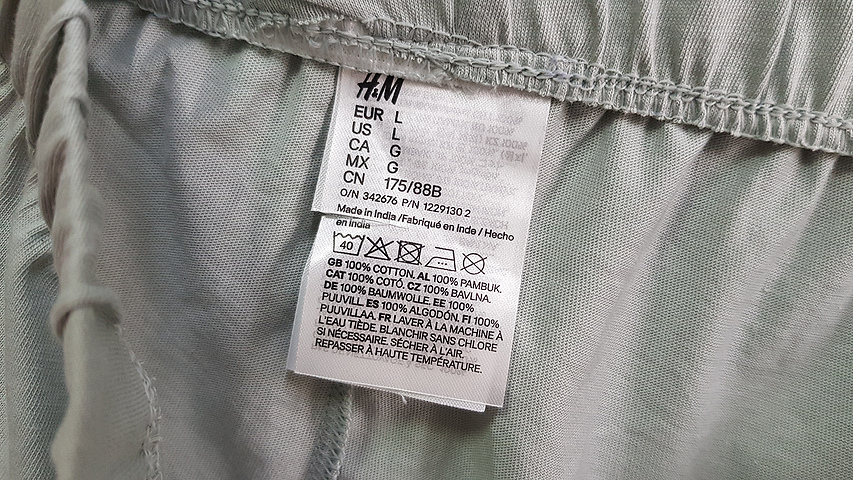 H&M
EUR L
US L
CA G
MX G
CN 175/88B
O/N 342676 P/N 1229130 2
Made in India /Fabriqué en Inde / Hecho
en India
40
GB 100% COTTON. AL 100% PAMBUK.
CAT 100% COTÓ. CZ 100% BAVLNA.
DE 100% BAUMWOLLE. EE 100%
PUUVILL. ES 100% ALGODÓN. FI 100%
PUUVILLAA. FR LAVER À LA MACHINE À
L'EAU TIÈDE. BLANCHIR SANS CHLORE
SI NÉCESSAIRE. SÉCHER À L'AIR.
REPASSER À HAUTE TEMPÉRATURE.